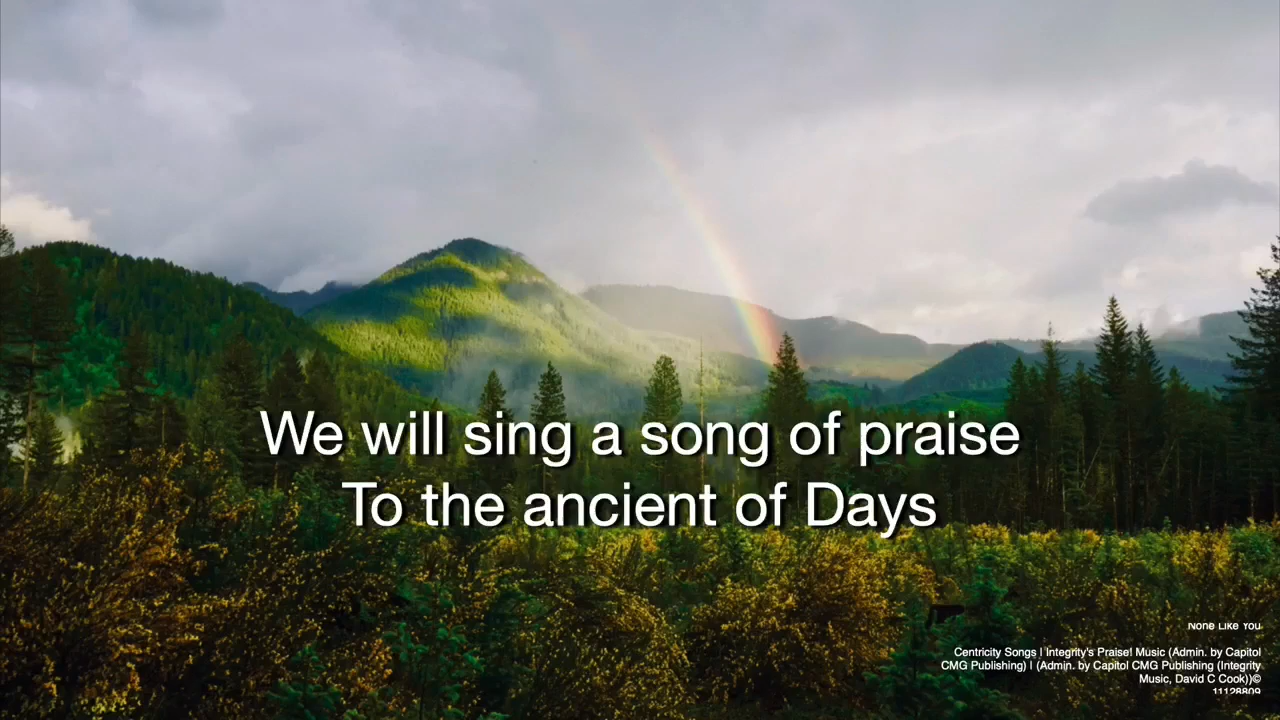 We will sing a song of praise
To the ancient of Days
None Like You
Centricity Songs | Integrity's Praise! Music (Admin. by Capitol
CMG Publishing) | (Admin. by Capitol CMG Publishing (Integrity
Music, David C Cook))©
11128809